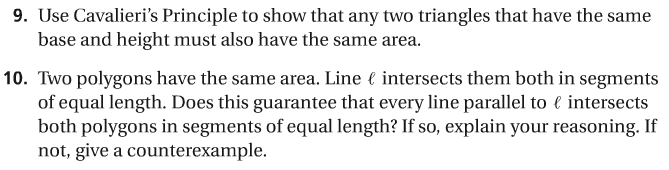 9. Use Cavalieri’s Principle to show that any two triangles that have the same
base and height must also have the same area.
10. Two polygons have the same area. Line ℓ intersects them both in segments
of equal length. Does this guarantee that every line parallel to ℓ intersects
both polygons in segments of equal length? If so, explain your reasoning. If
not, give a counterexample.